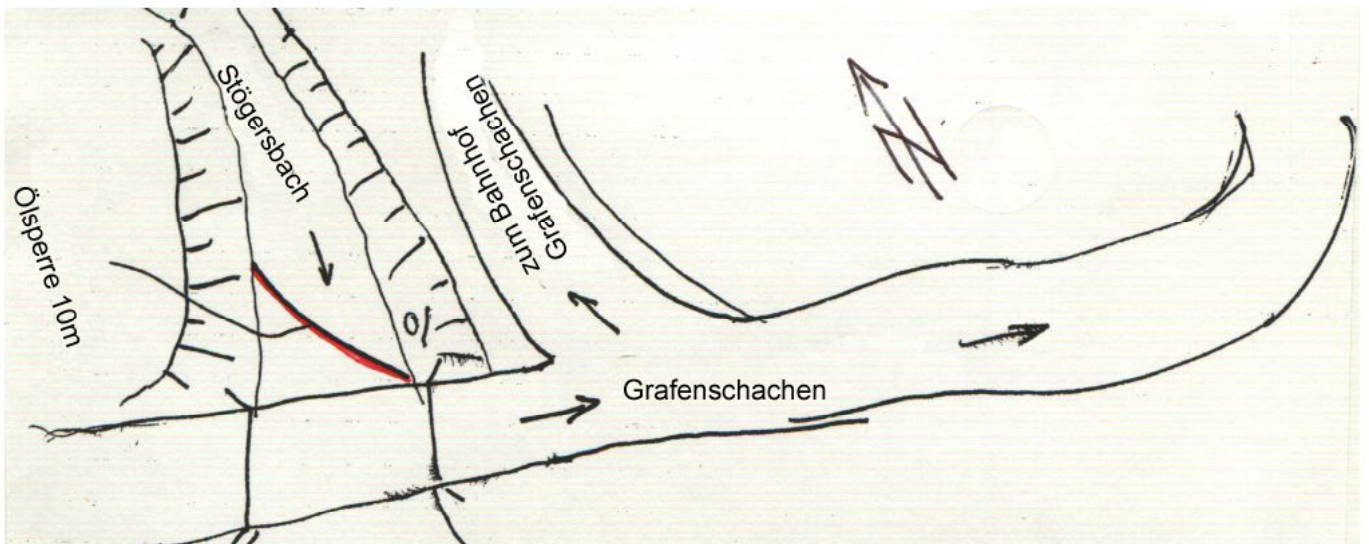 Ölsperre 10m
Stögersbach
zum Bahnhof
Grafenschachen
N
Grafenschachen